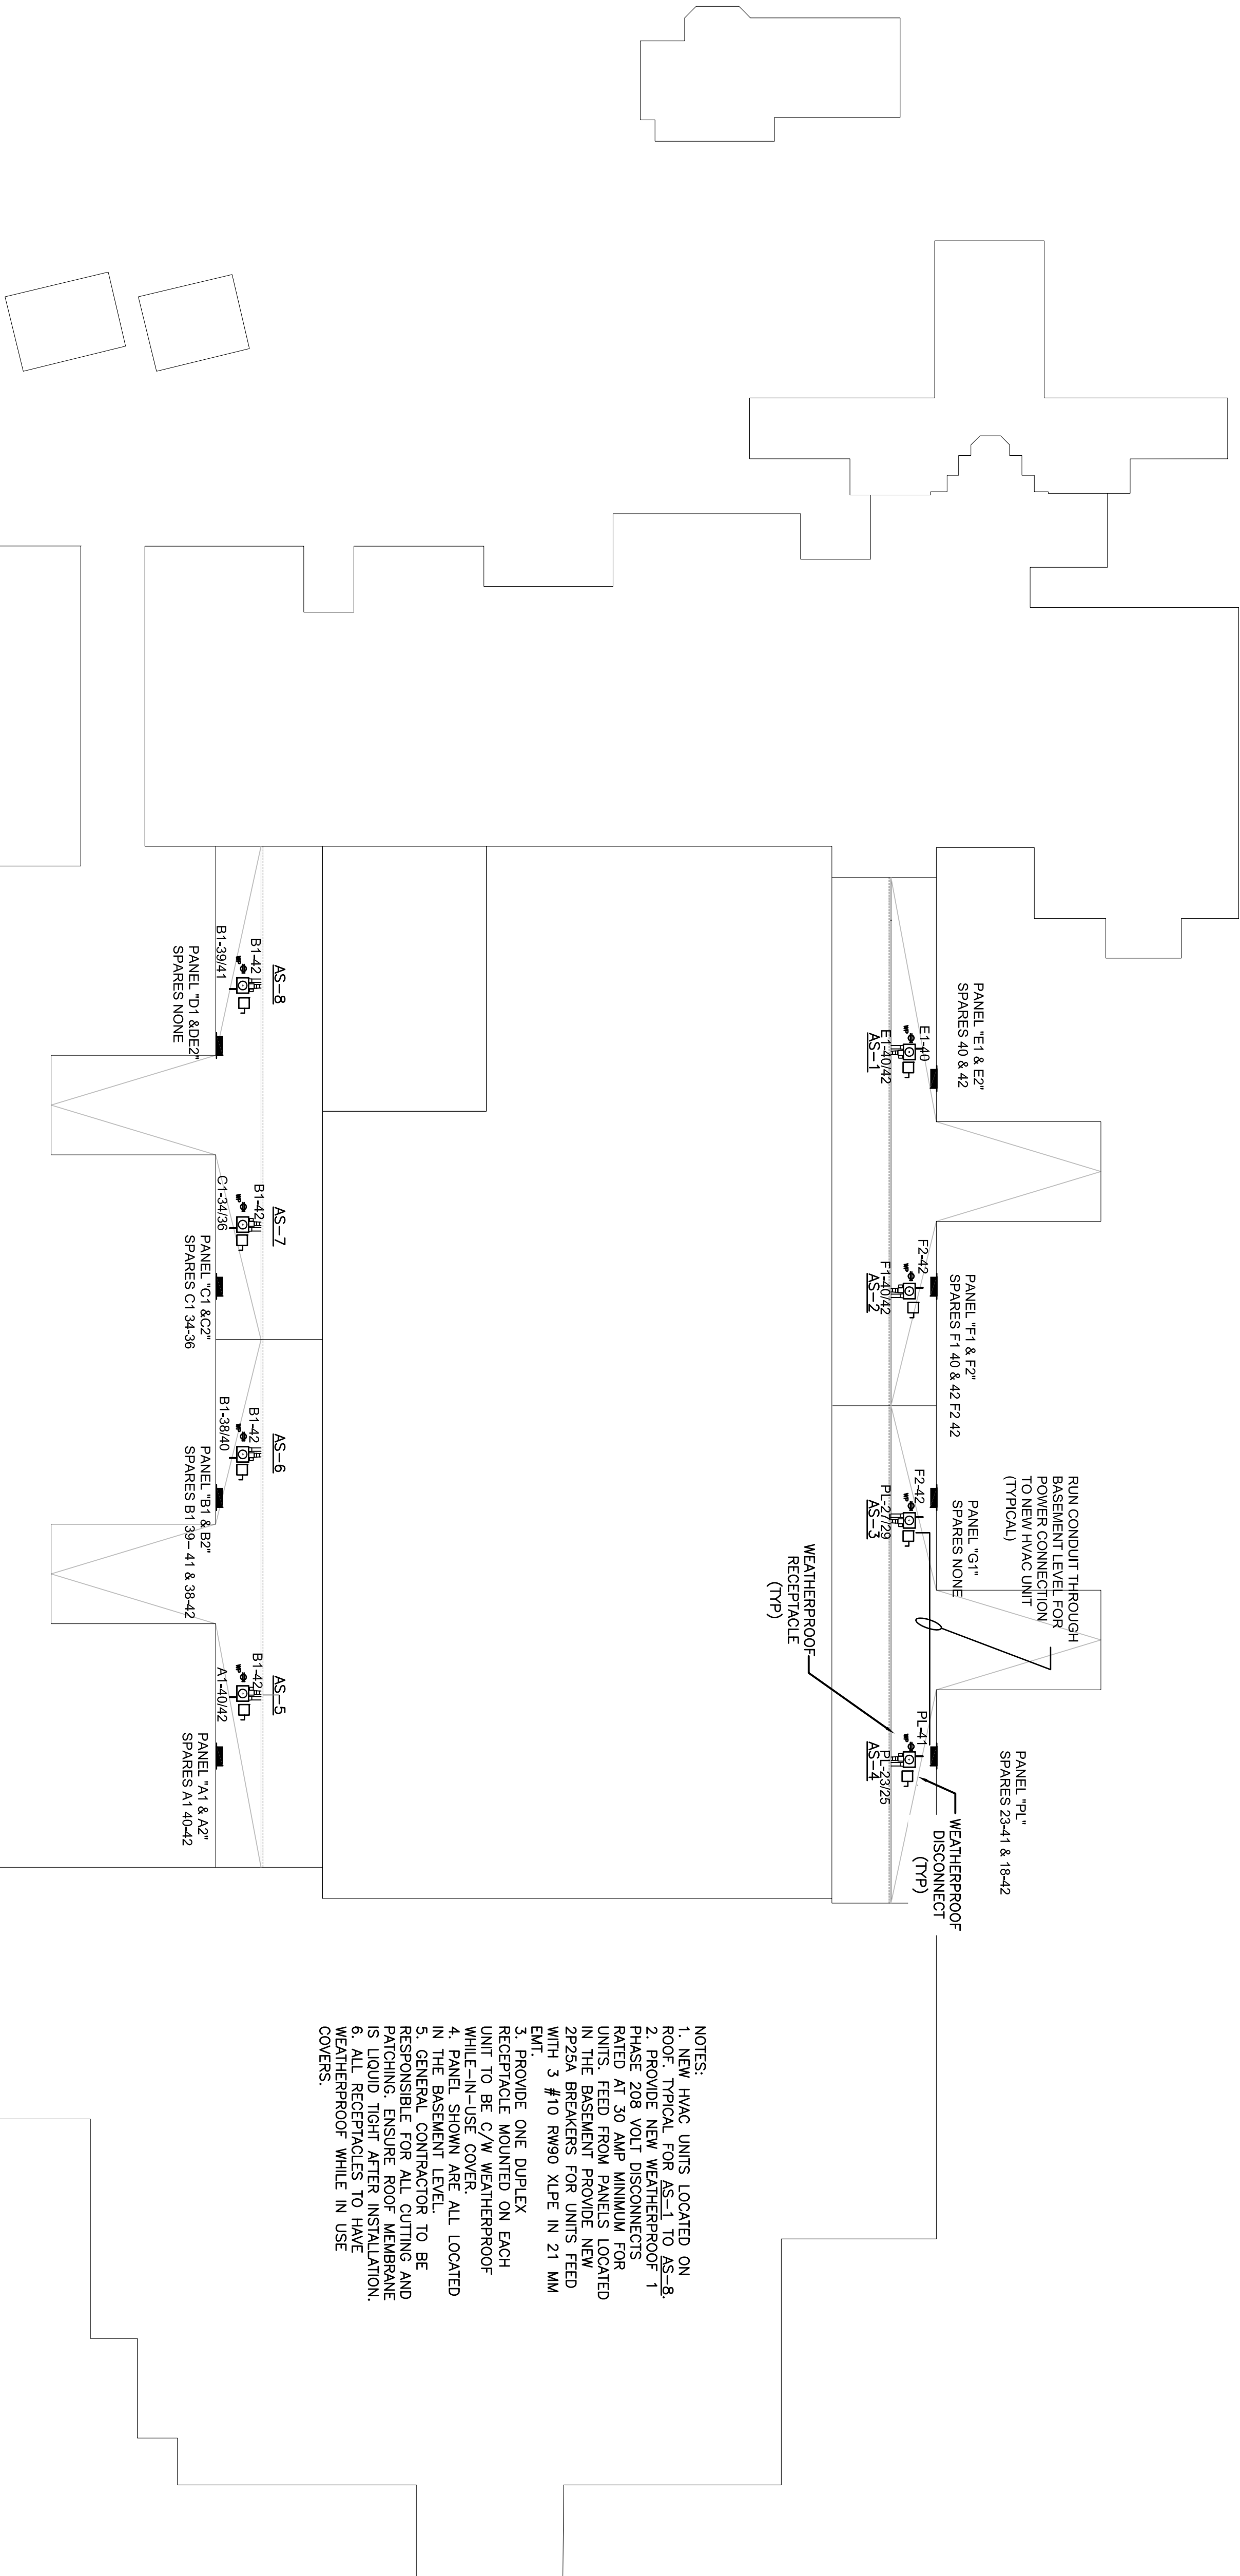 RUN CONDUIT THROUGH
BASEMENT LEVEL FOR
POWER CONNECTION
TO NEW HVAC UNIT
(TYPICAL)
PANEL "PL"
SPARES 23-41 & 18-42
PANEL "E1 & E2"
SPARES 40 & 42
PANEL "F1 & F2"
SPARES F1 40 & 42 F2 42
PANEL "G1"
SPARES NONE
WEATHERPROOF
DISCONNECT
(TYP)
E1-40
WP
E1-40/42
AS-1
F2-42
WP
F1-40/42
AS-2
F2-42
WP
PL-27/29
AS-3
PL-41
WP
PL-23/25
AS-4
WEATHERPROOF
RECEPTACLE
(TYP)
AS-8
B1-42
WP
B1-39/41
PANEL "D1 &DE2"
SPARES NONE
AS-7
B1-42
WP
C1-34/36
PANEL "C1 &C2"
SPARES C1 34-36
AS-6
B1-42
WP
B1-38/40
PANEL "B1 & B2"
SPARES B1 39- 41 & 38-42
AS-5
B1-42
WP
A1-40/42
PANEL "A1 & A2"
SPARES A1 40-42
NOTES:
1. NEW HVAC UNITS LOCATED ON
ROOF. TYPICAL FOR AS-1 TO AS-8.
2. PROVIDE NEW WEATHERPROOF 1
PHASE 208 VOLT DISCONNECTS
RATED AT 30 AMP MINIMUM FOR
UNITS. FEED FROM PANELS LOCATED
IN THE BASEMENT PROVIDE NEW
2P25A BREAKERS FOR UNITS FEED
WITH 3 #10 RW90 XLPE IN 21 MM
EMT.
3. PROVIDE ONE DUPLEX
RECEPTACLE MOUNTED ON EACH
UNIT TO BE C/W WEATHERPROOF
WHILE-IN-USE COVER.
4. PANEL SHOWN ARE ALL LOCATED
IN THE BASEMENT LEVEL.
5. GENERAL CONTRACTOR TO BE
RESPONSIBLE FOR ALL CUTTING AND
PATCHING. ENSURE ROOF MEMBRANE
IS LIQUID TIGHT AFTER INSTALLATION.
6. ALL RECEPTACLES TO HAVE
WEATHERPROOF WHILE IN USE
COVERS.